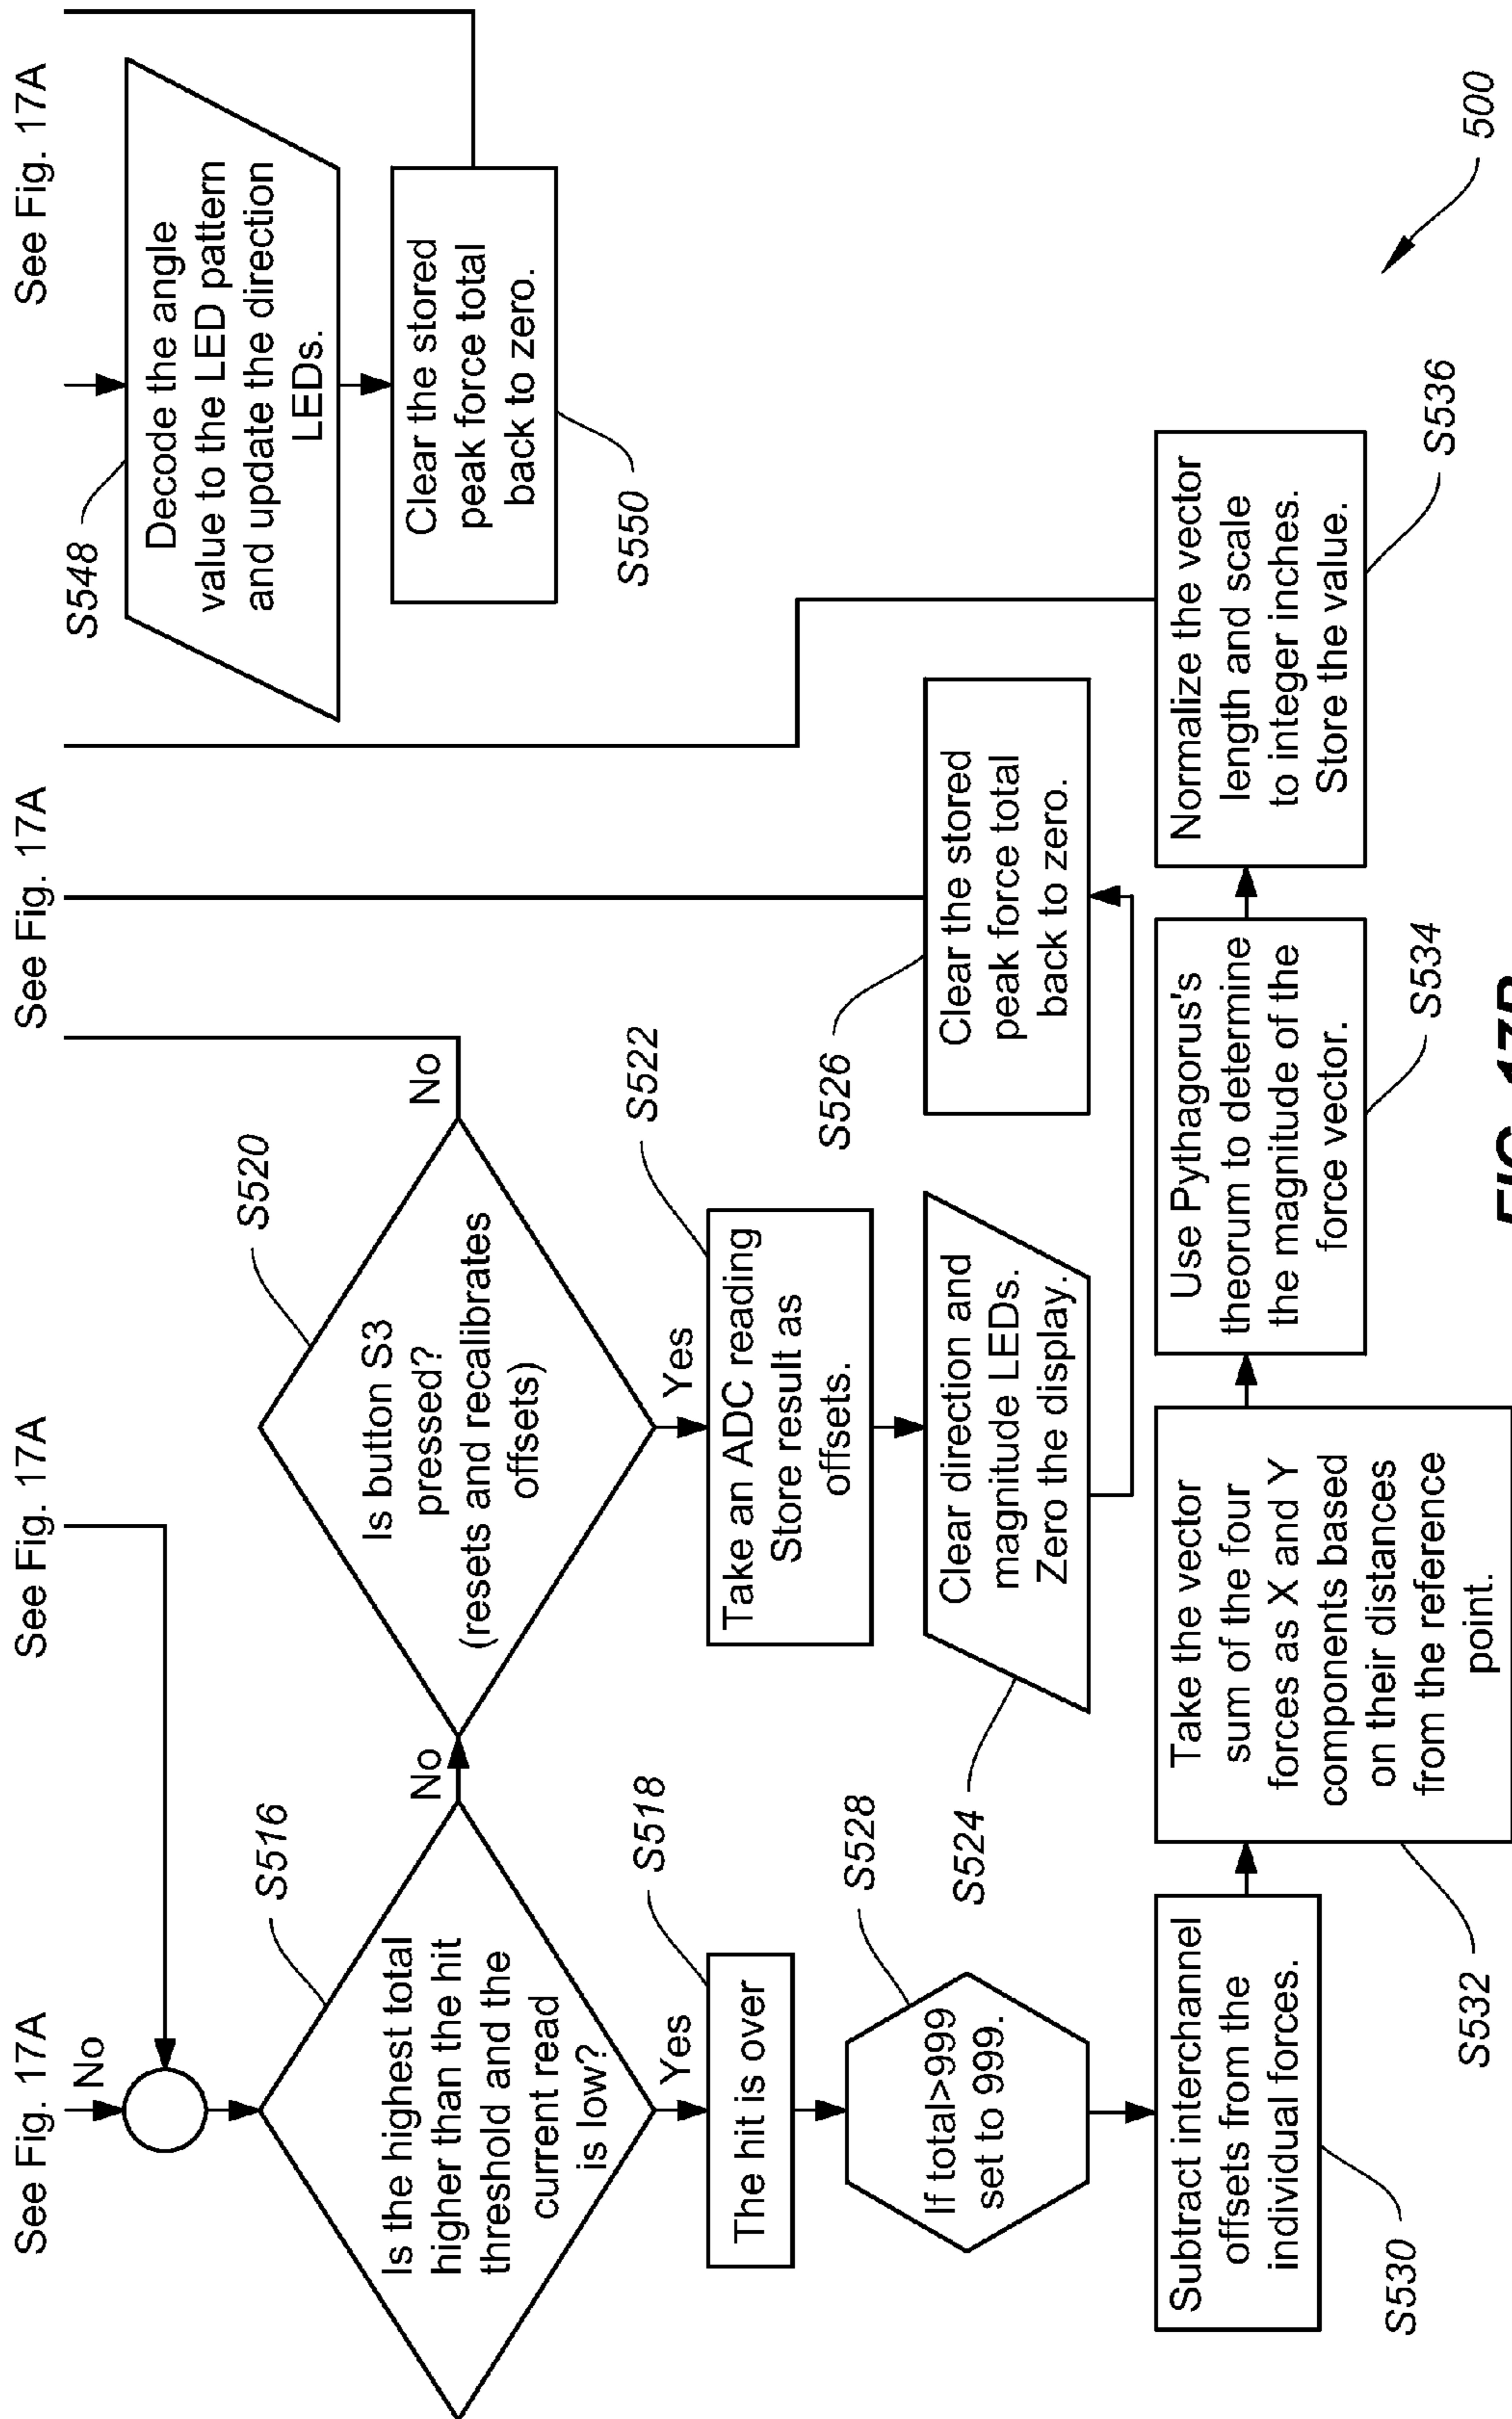 See Fig. 17A
See Fig. 17A
See Fig. 17A
See Fig. 17A
No
S516
Is the highest total
higher than the hit
threshold and the
current read
is low?
No
Yes
S518
The hit is over
S528
If total>999
set to 999.
S520
Is button S3
pressed?
(resets and recalibrates
offsets)
No
Yes
S522
Take an ADC reading
Store result as
offsets.
S524
Clear direction and
magnitude LEDs.
Zero the display.
S526
Clear the stored
peak force total
back to zero.
S548
Decode the angle
value to the LED pattern
and update the direction
LEDs.
S550
Clear the stored
peak force total
back to zero.
S530
Subtract interchannel
offsets from the
individual forces.
S532
Take the vector
sum of the four
forces as X and Y
components based
on their distances
from the reference
point.
S534
Use Pythagorus's
theorum to determine
the magnitude of the
force vector.
S536
Normalize the vector
length and scale
to integer inches.
Store the value.
500
FIG. 17B